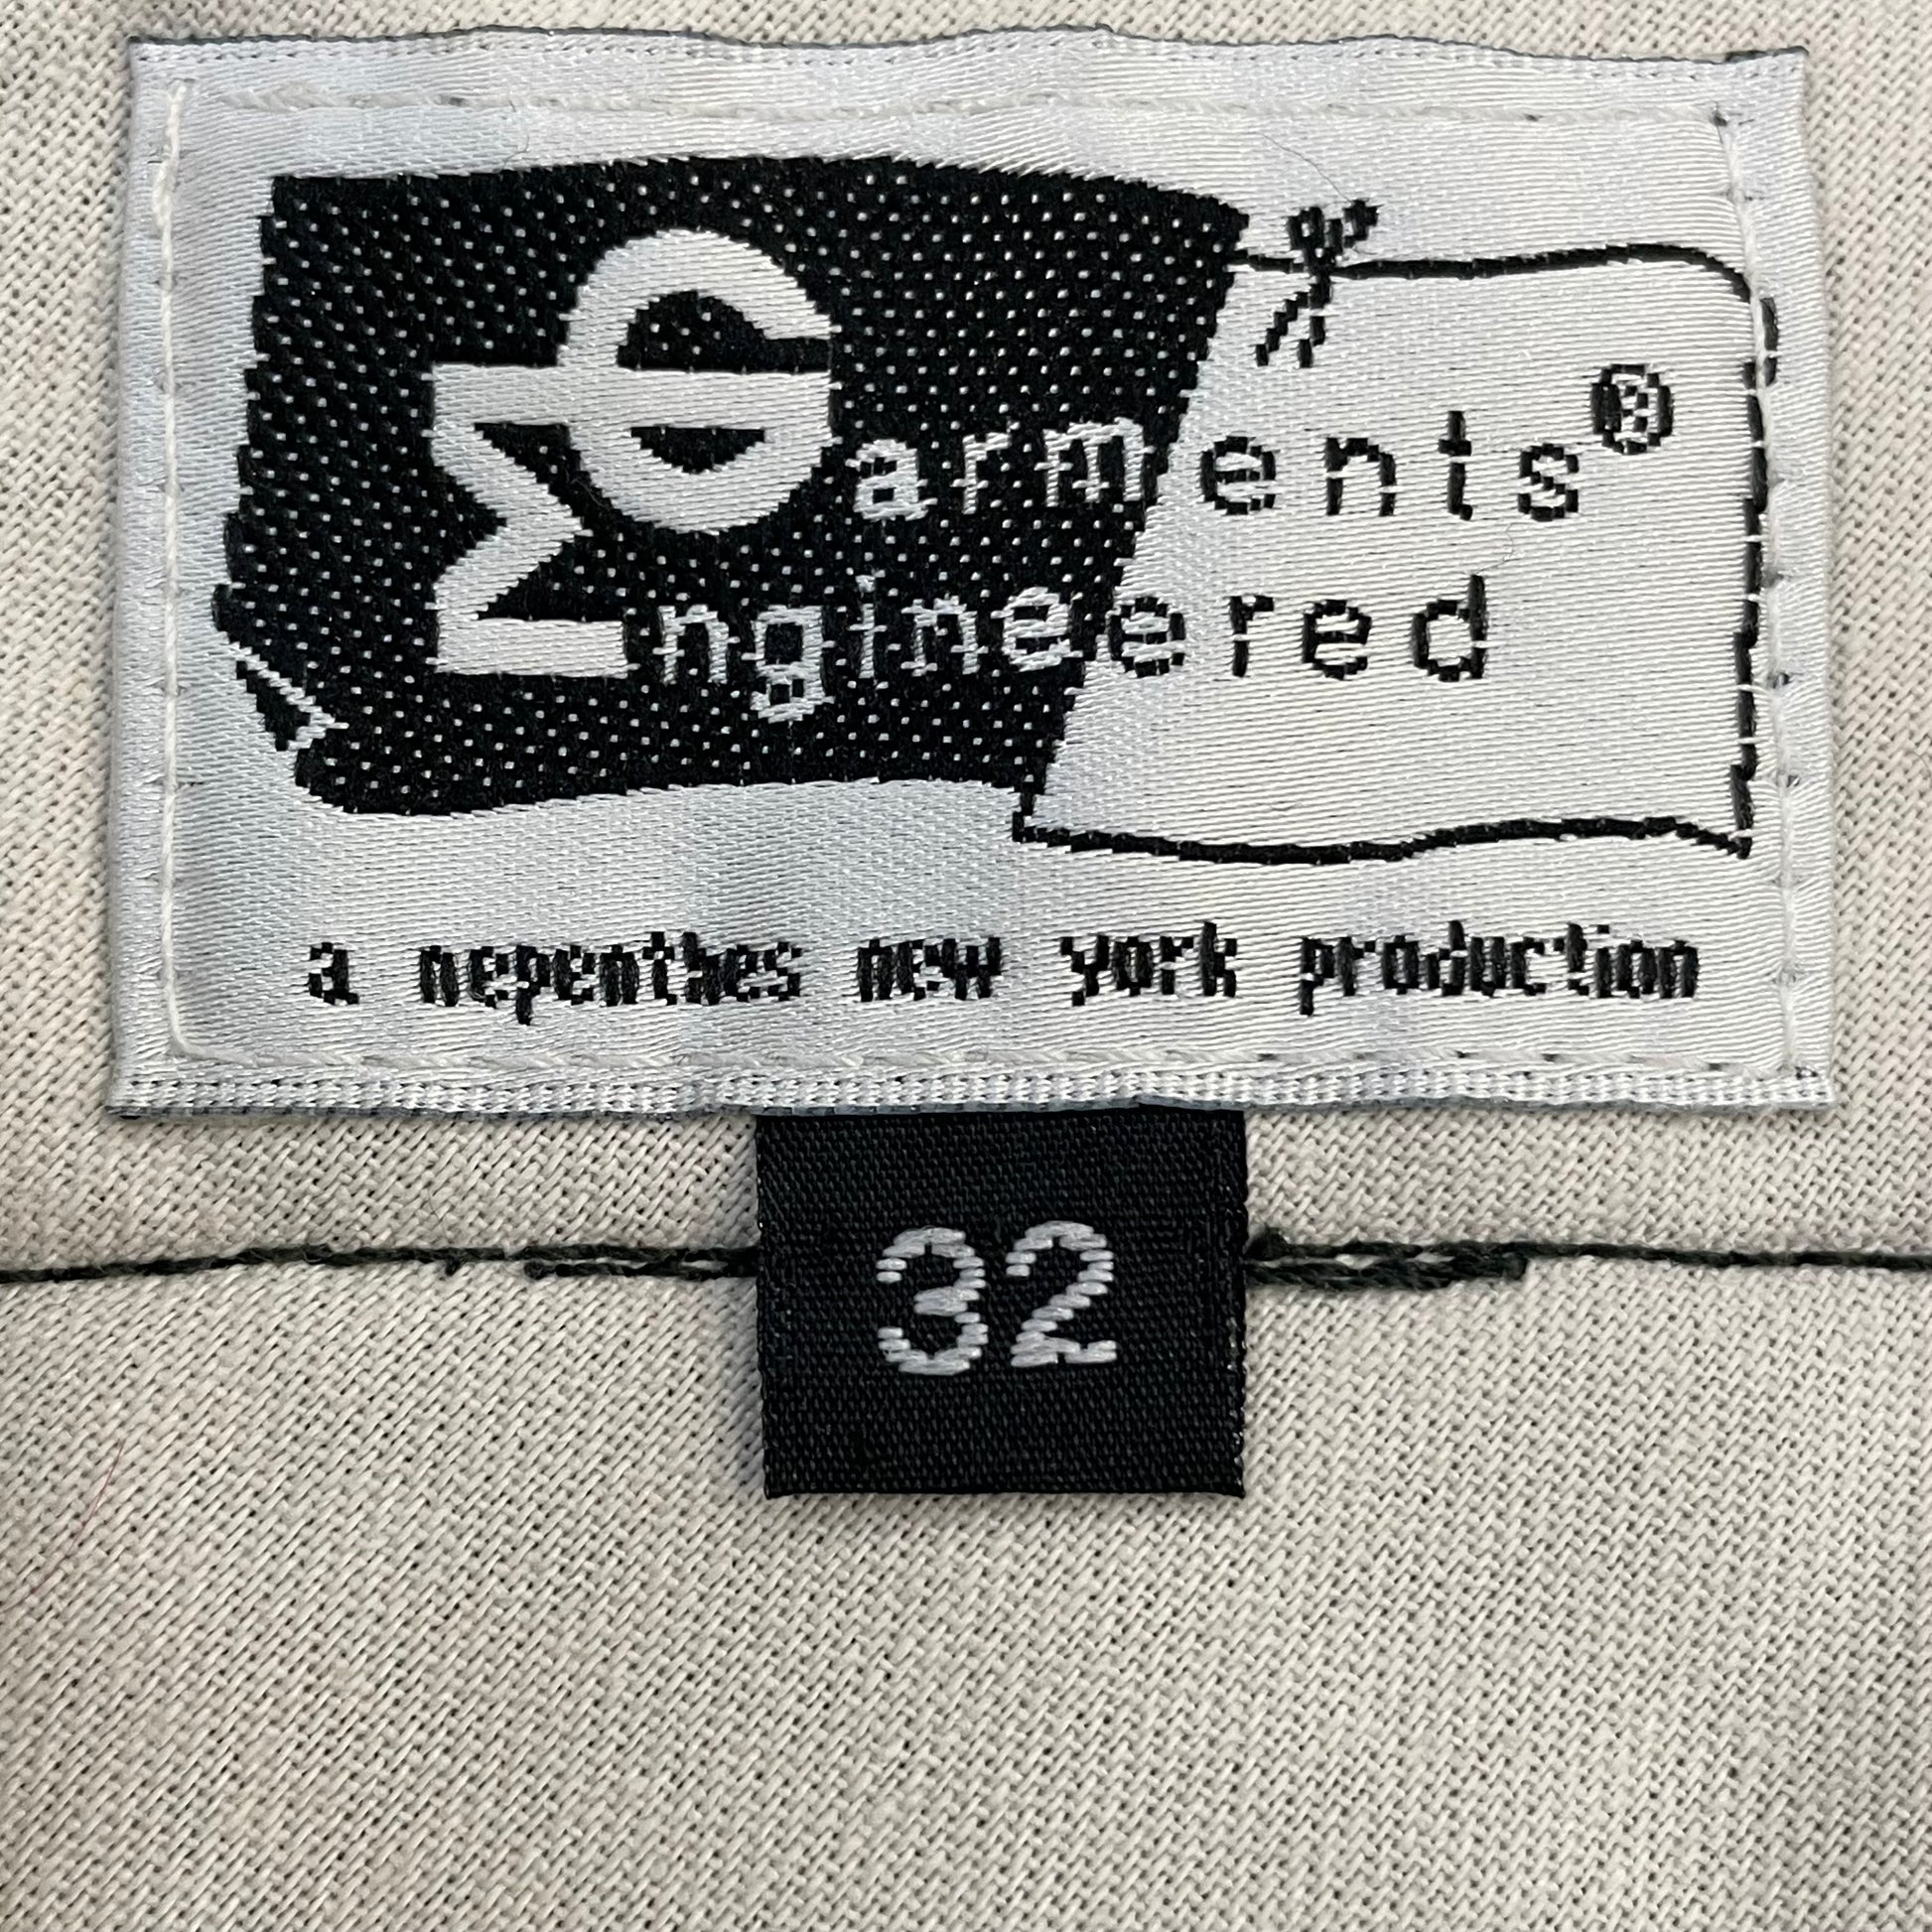 Garments®
Engineered
a nepenthes new york production
32